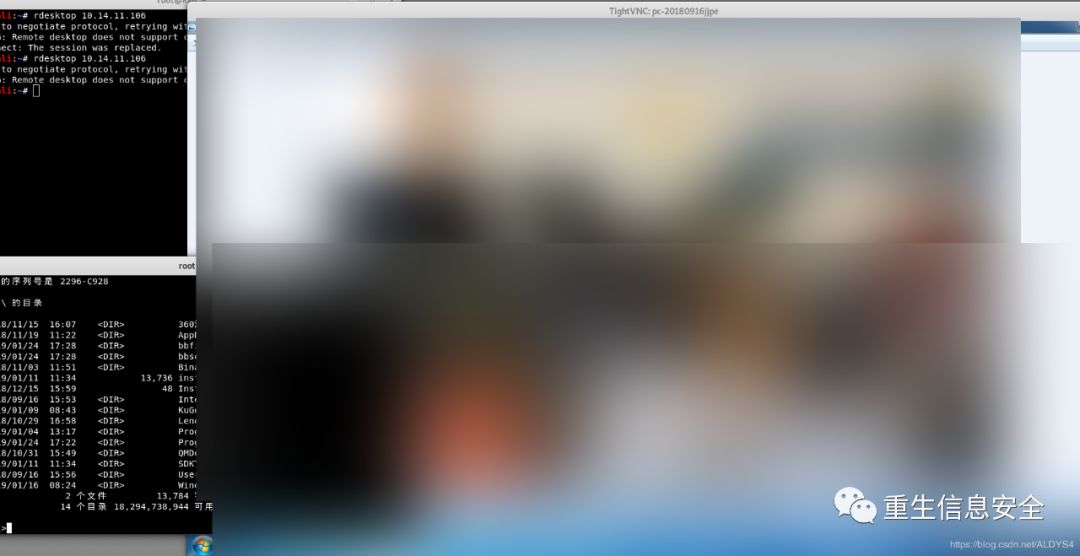 TightVNC: pc-20180916jjpe
ali:~# rdesktop 10.14.11.106
to negotiate protocol, retrying wit
: Remote desktop does not support
nect: The session was replaced.
ali:~# rdesktop 10.14.11.106
to negotiate protocol, retrying wit
: Remote desktop does not support
ali:~#
root
的序列号是 2296-C928
\ 的目录
8/11/15 16:07 <DIR> 360
8/11/19 11:22 <DIR> App
9/01/24 17:28 <DIR> bbf
9/01/24 17:28 <DIR> bbs
8/11/03 11:51 <DIR> Bin
9/01/11 11:34 13,736 ins
8/12/15 15:59 48 Ins
8/09/16 15:53 <DIR> Int
9/01/09 08:43 <DIR> KuG
8/10/29 16:58 <DIR> Len
9/01/04 13:17 <DIR> Pro
9/01/24 17:22 <DIR> Pro
8/10/31 15:49 <DIR> QMD
9/01/11 11:34 <DIR> SDK
8/09/16 15:56 <DIR> Use
9/01/16 08:24 <DIR> Win
2 个文件 13,784
14 个目录 18,294,738,944 可用
>
重生信息安全
https://blog.csdn.net/ALDYS4